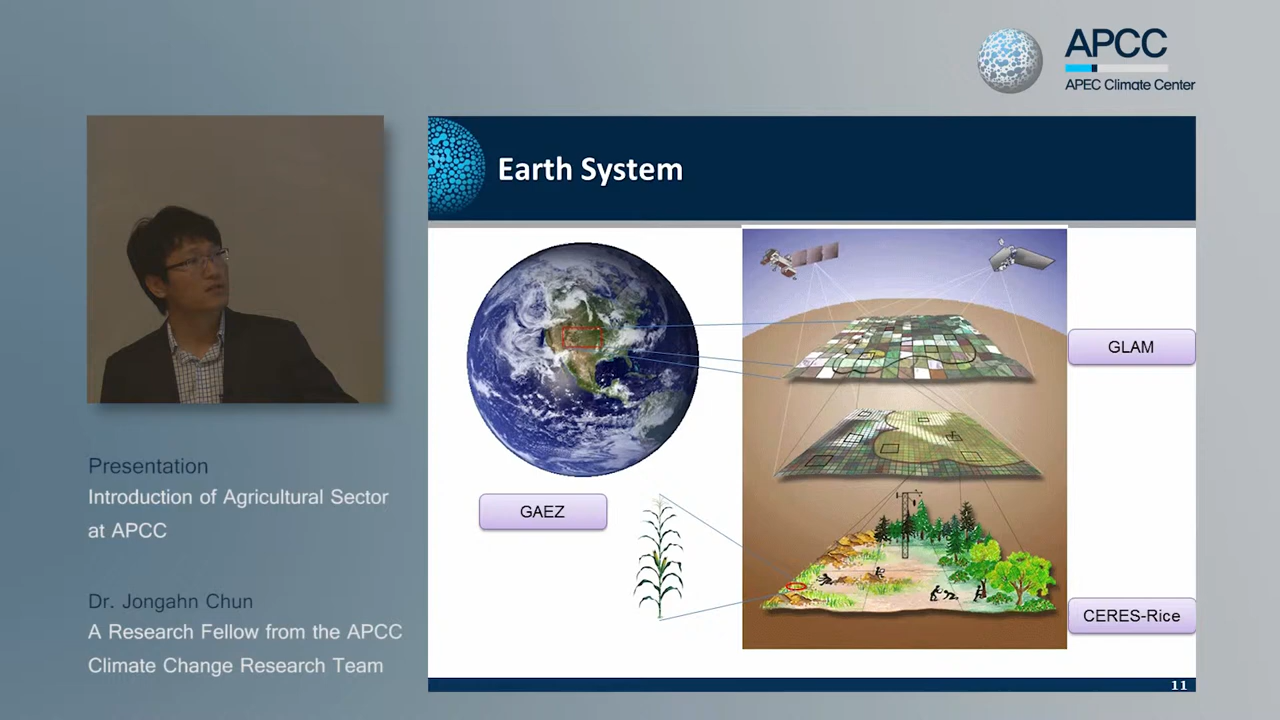 APCC
APEC Climate Center
Earth System
GLAM
GAEZ
CERES-Rice
11
Presentation
Introduction of Agricultural Sector
at APCC
Dr. Jongahn Chun
A Research Fellow from the APCC
Climate Change Research Team